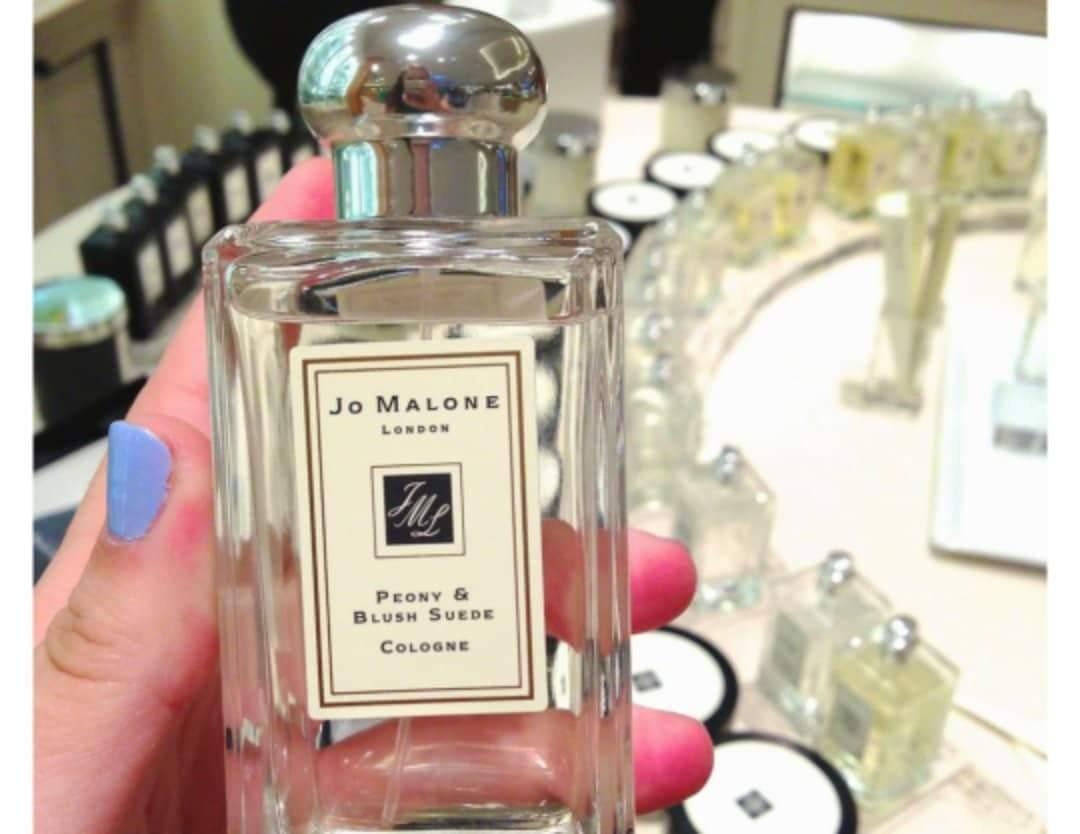 Jo Malone
London
JML
Peony &
Blush Suede
Cologne